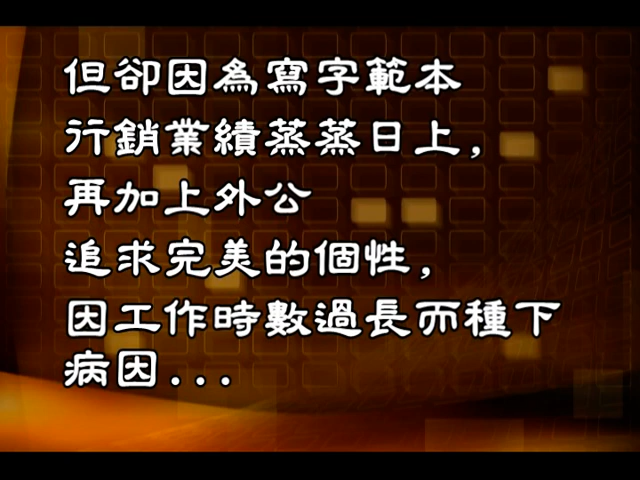 但卻因為寫字範本
行銷業績蒸蒸日上，
再加上外公
追求完美的個性，
因工作時數過長而種下
病因...